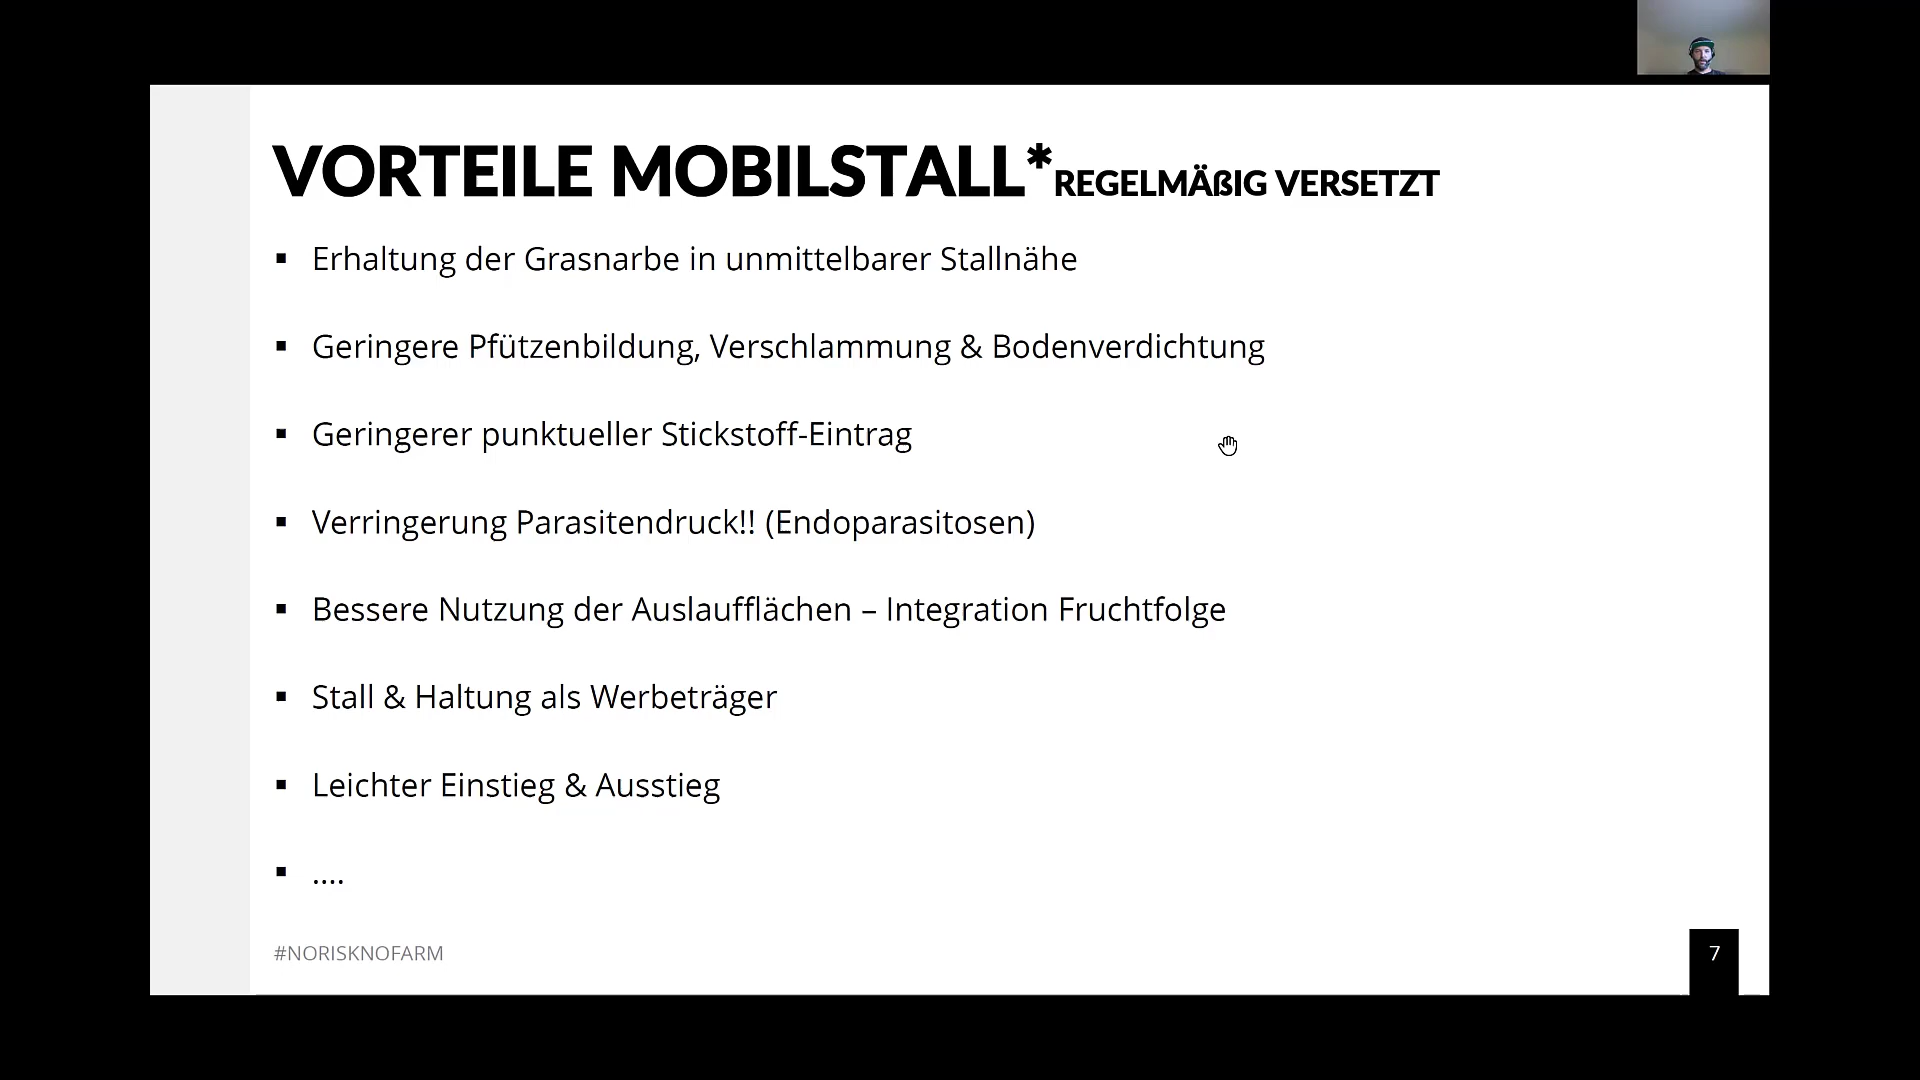 VORTEILE MOBILSTALL*REGELMÄßIG VERSETZT
▪ Erhaltung der Grasnarbe in unmittelbarer Stallnähe
▪ Geringere Pfützenbildung, Verschlammung & Bodenverdichtung
▪ Geringerer punktueller Stickstoff-Eintrag
▪ Verringerung Parasitendruck!! (Endoparasitosen)
▪ Bessere Nutzung der Auslaufflächen – Integration Fruchtfolge
▪ Stall & Haltung als Werbeträger
▪ Leichter Einstieg & Ausstieg
▪ ....
#NORISKNOFARM
7